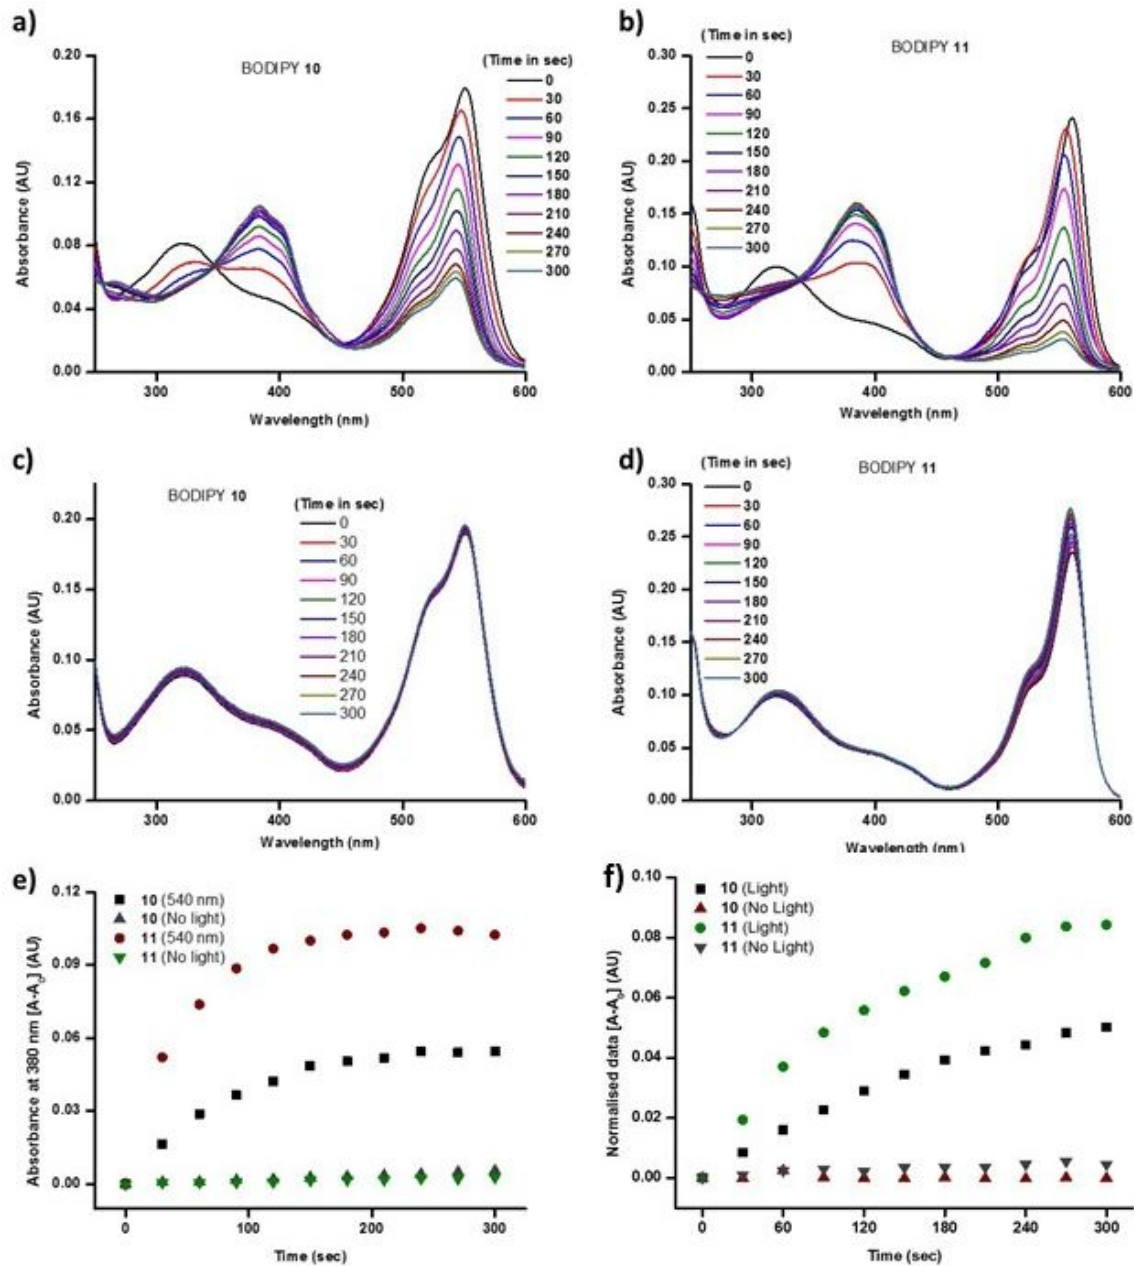 a)
BODIPY 10
(Time in sec)
0
30
60
90
120
150
180
210
240
270
300
0.20
0.16
0.12
0.08
0.04
0.00
Absorbance (AU)
300 400 500 600
Wavelength (nm)
b)
(Time in sec)
BODIPY 11
0
30
60
90
120
150
180
210
240
270
300
0.30
0.25
0.20
0.15
0.10
0.05
0.00
Absorbance (AU)
300 400 500 600
Wavelength (nm)
c)
BODIPY 10
(Time in sec)
0
30
60
90
120
150
180
210
240
270
300
0.20
0.15
0.10
0.05
0.00
Absorbance (AU)
300 400 500 600
Wavelength (nm)
d)
(Time in sec)
BODIPY 11
0
30
60
90
120
150
180
210
240
270
300
0.30
0.25
0.20
0.15
0.10
0.05
0.00
Absorbance (AU)
300 400 500 600
Wavelength (nm)
e)
10 (540 nm)
10 (No light)
11 (540 nm)
11 (No light)
0.12
0.09
0.06
0.03
0.00
Absorbance at 380 nm [A-A0] (AU)
0 100 200 300
Time (sec)
f)
10 (Light)
10 (No Light)
11 (Light)
11 (No Light)
0.10
0.08
0.06
0.04
0.02
0.00
Normalised data [A-A0] (AU)
0 60 120 180 240 300
Time (sec)